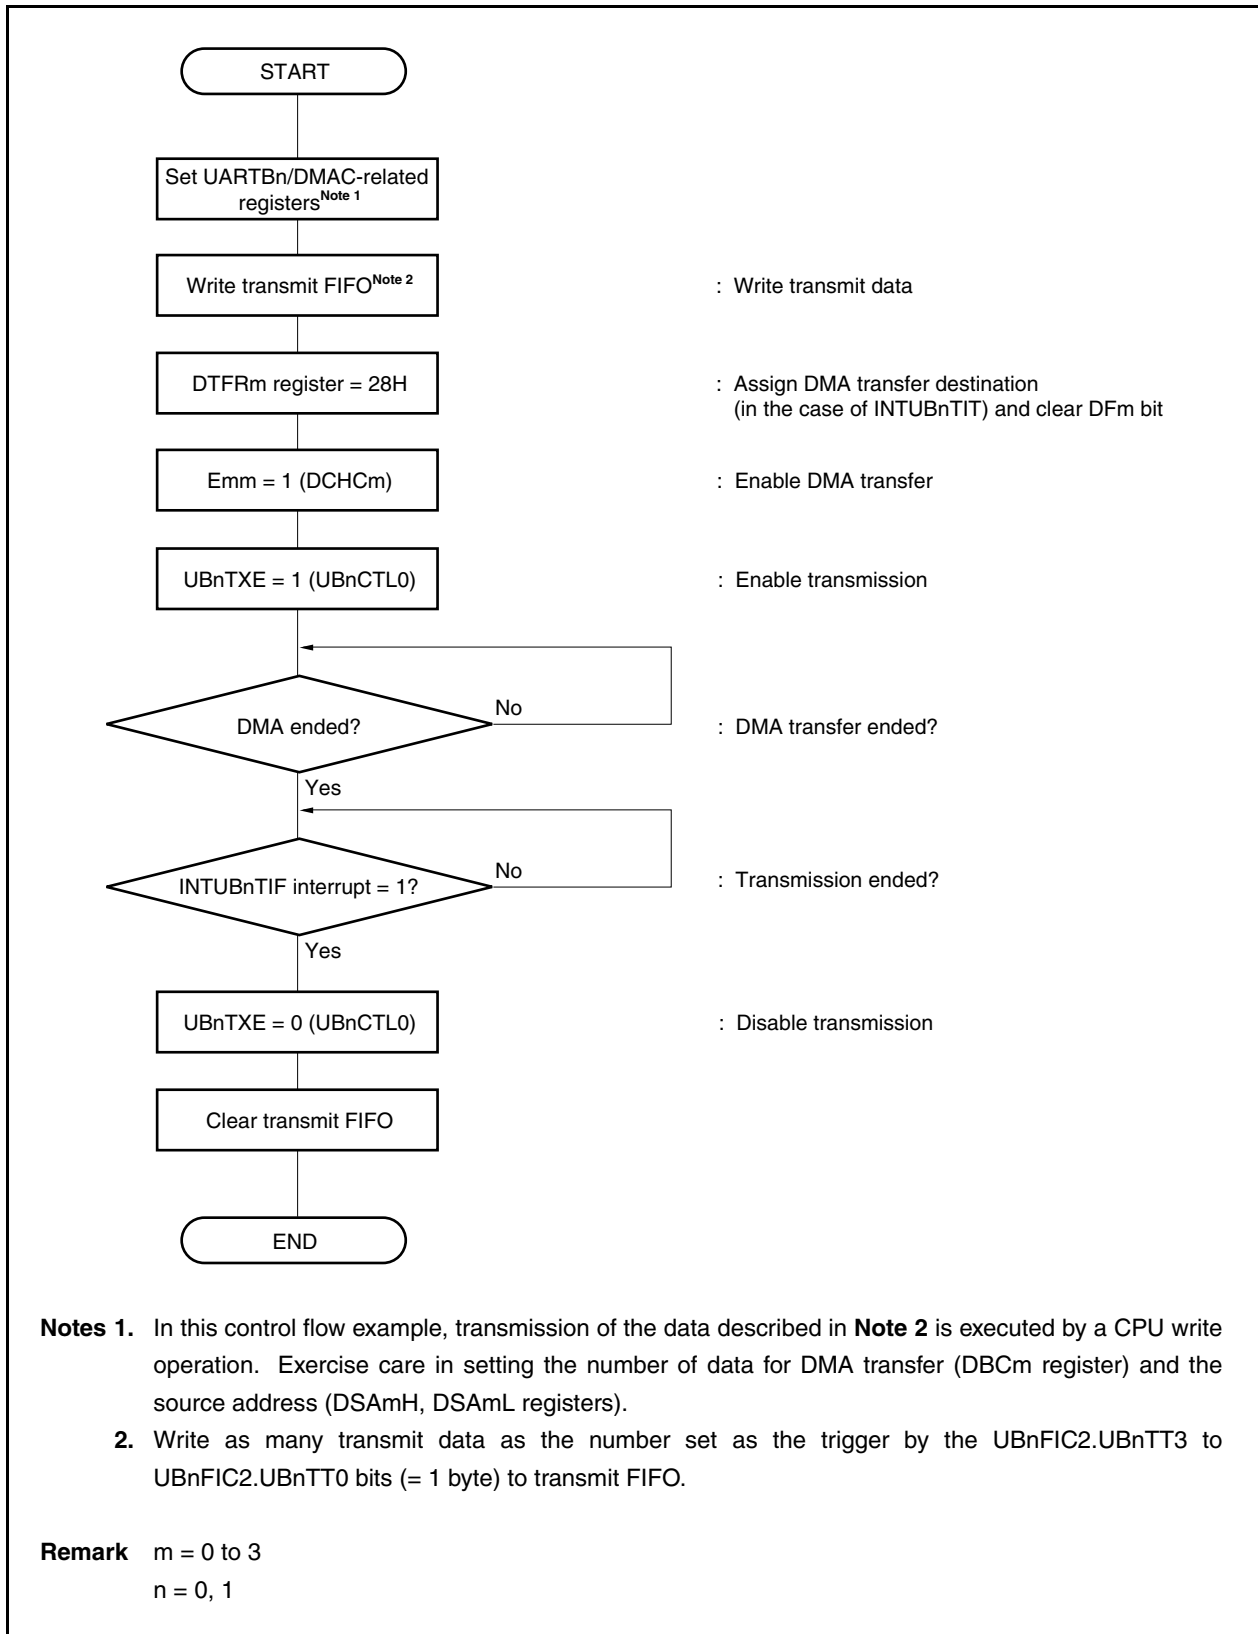 START
Set UARTBn/DMAC-related
registersNote 1
Write transmit FIFONote 2
: Write transmit data
DTFRm register = 28H
: Assign DMA transfer destination
(in the case of INTUBnTIT) and clear DFm bit
Emm = 1 (DCHCm)
: Enable DMA transfer
UBnTXE = 1 (UBnCTL0)
: Enable transmission
DMA ended?
No
: DMA transfer ended?
Yes
INTUBnTIF interrupt = 1?
No
: Transmission ended?
Yes
UBnTXE = 0 (UBnCTL0)
: Disable transmission
Clear transmit FIFO
END
Notes 1. In this control flow example, transmission of the data described in Note 2 is executed by a CPU write
operation. Exercise care in setting the number of data for DMA transfer (DBCm register) and the
source address (DSAmH, DSAmL registers).
2. Write as many transmit data as the number set as the trigger by the UBnFIC2.UBnTT3 to
UBnFIC2.UBnTT0 bits (= 1 byte) to transmit FIFO.
Remark m = 0 to 3
n = 0, 1